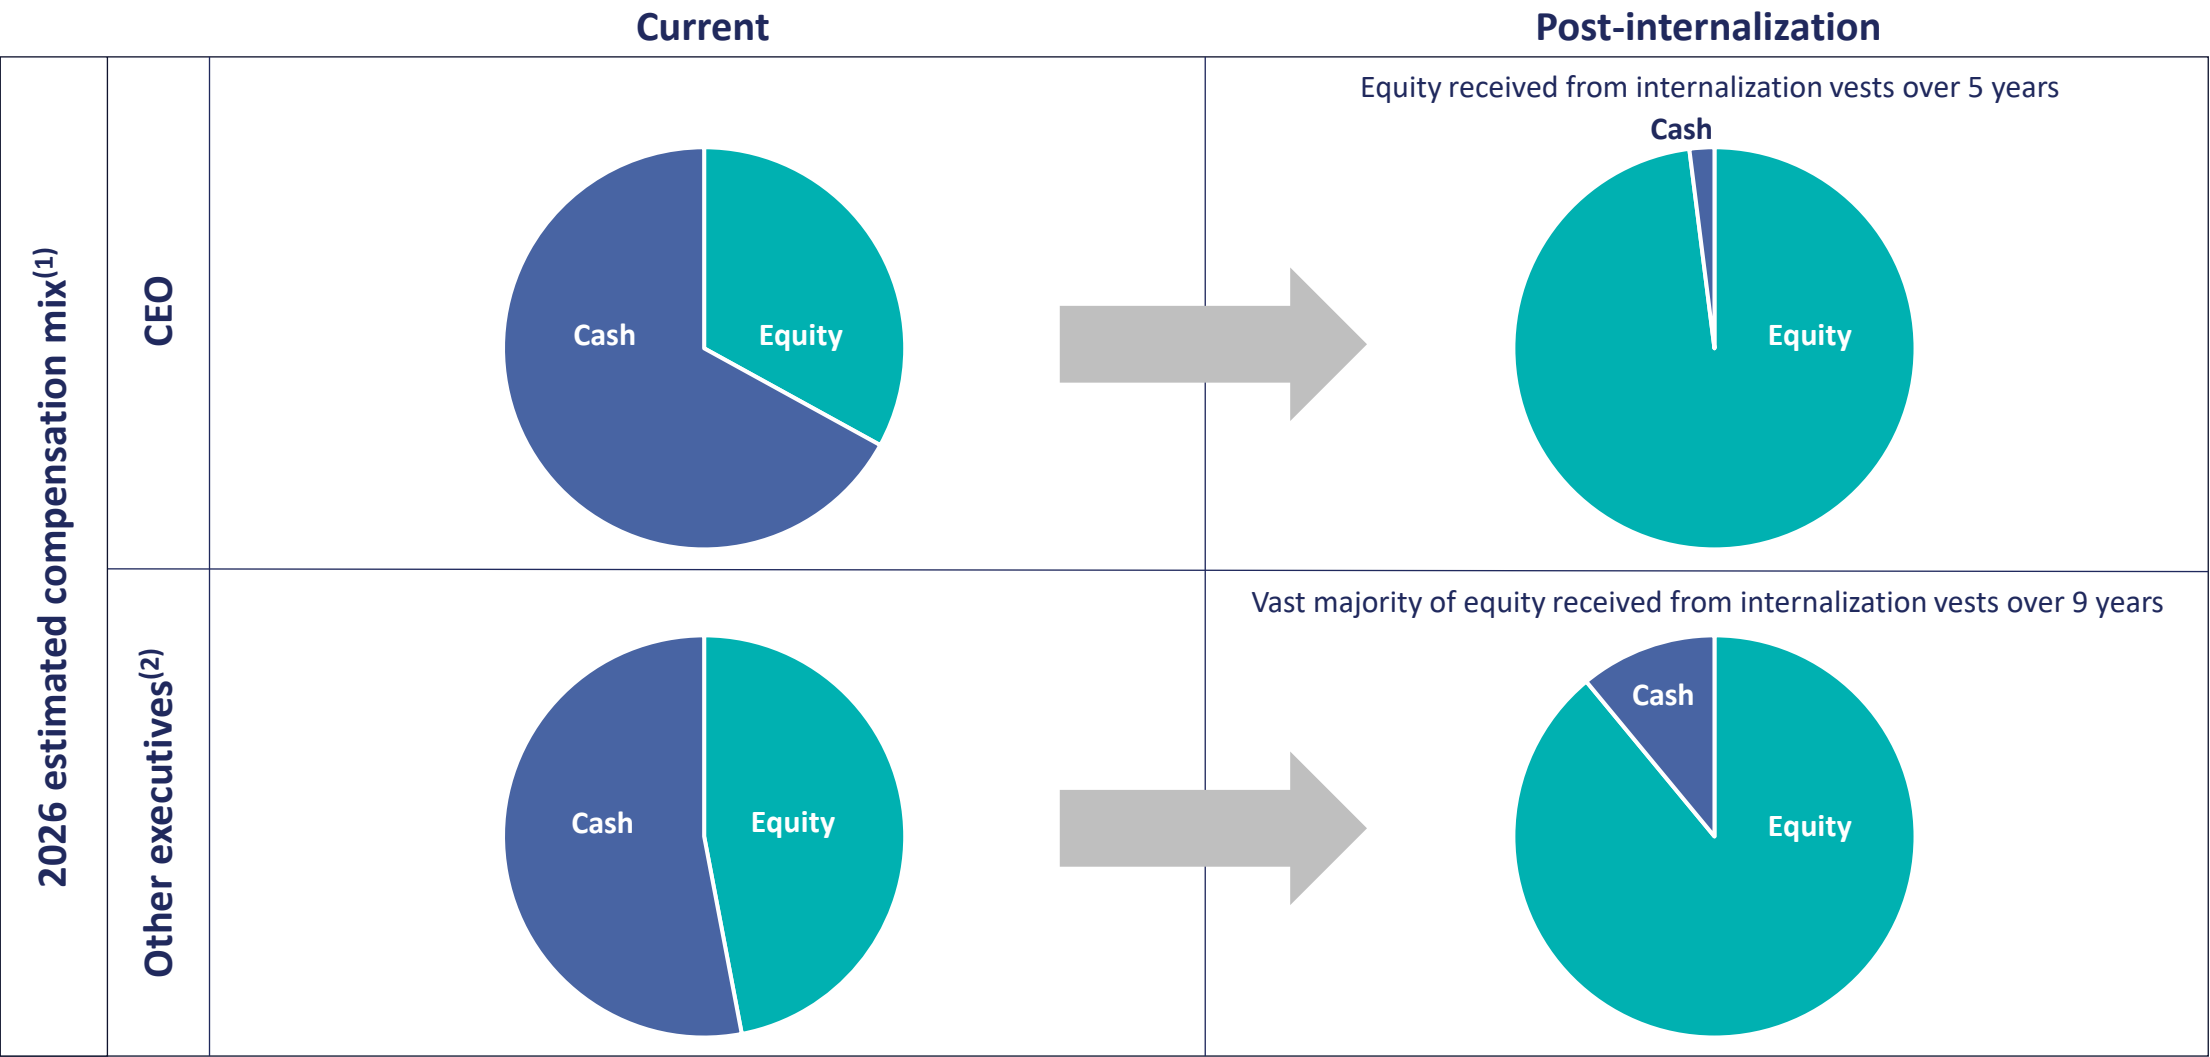 Current
Post-internalization
2026 estimated compensation mix(1)
CEO
Cash
Equity
Equity received from internalization vests over 5 years
Cash
Equity
Other executives(2)
Cash
Equity
Vast majority of equity received from internalization vests over 9 years
Cash
Equity